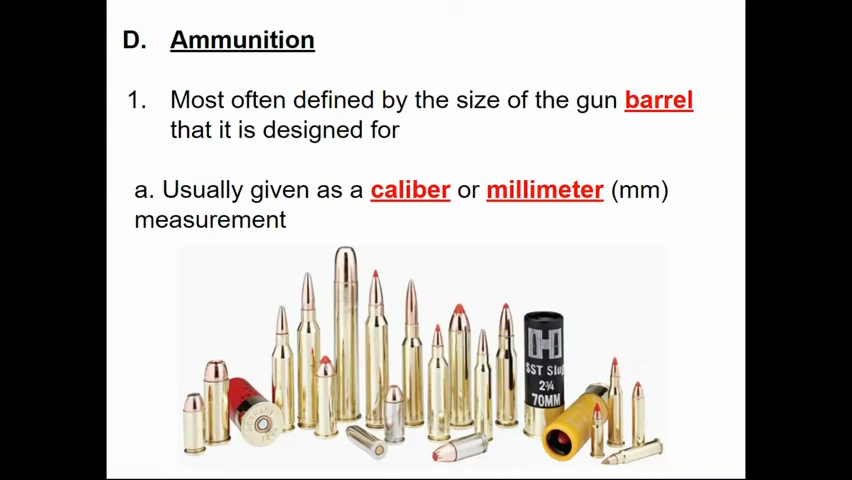 D. Ammunition
1. Most often defined by the size of the gun barrel
that it is designed for
a. Usually given as a caliber or millimeter (mm)
measurement
H
SST Slug
2¾
70MM